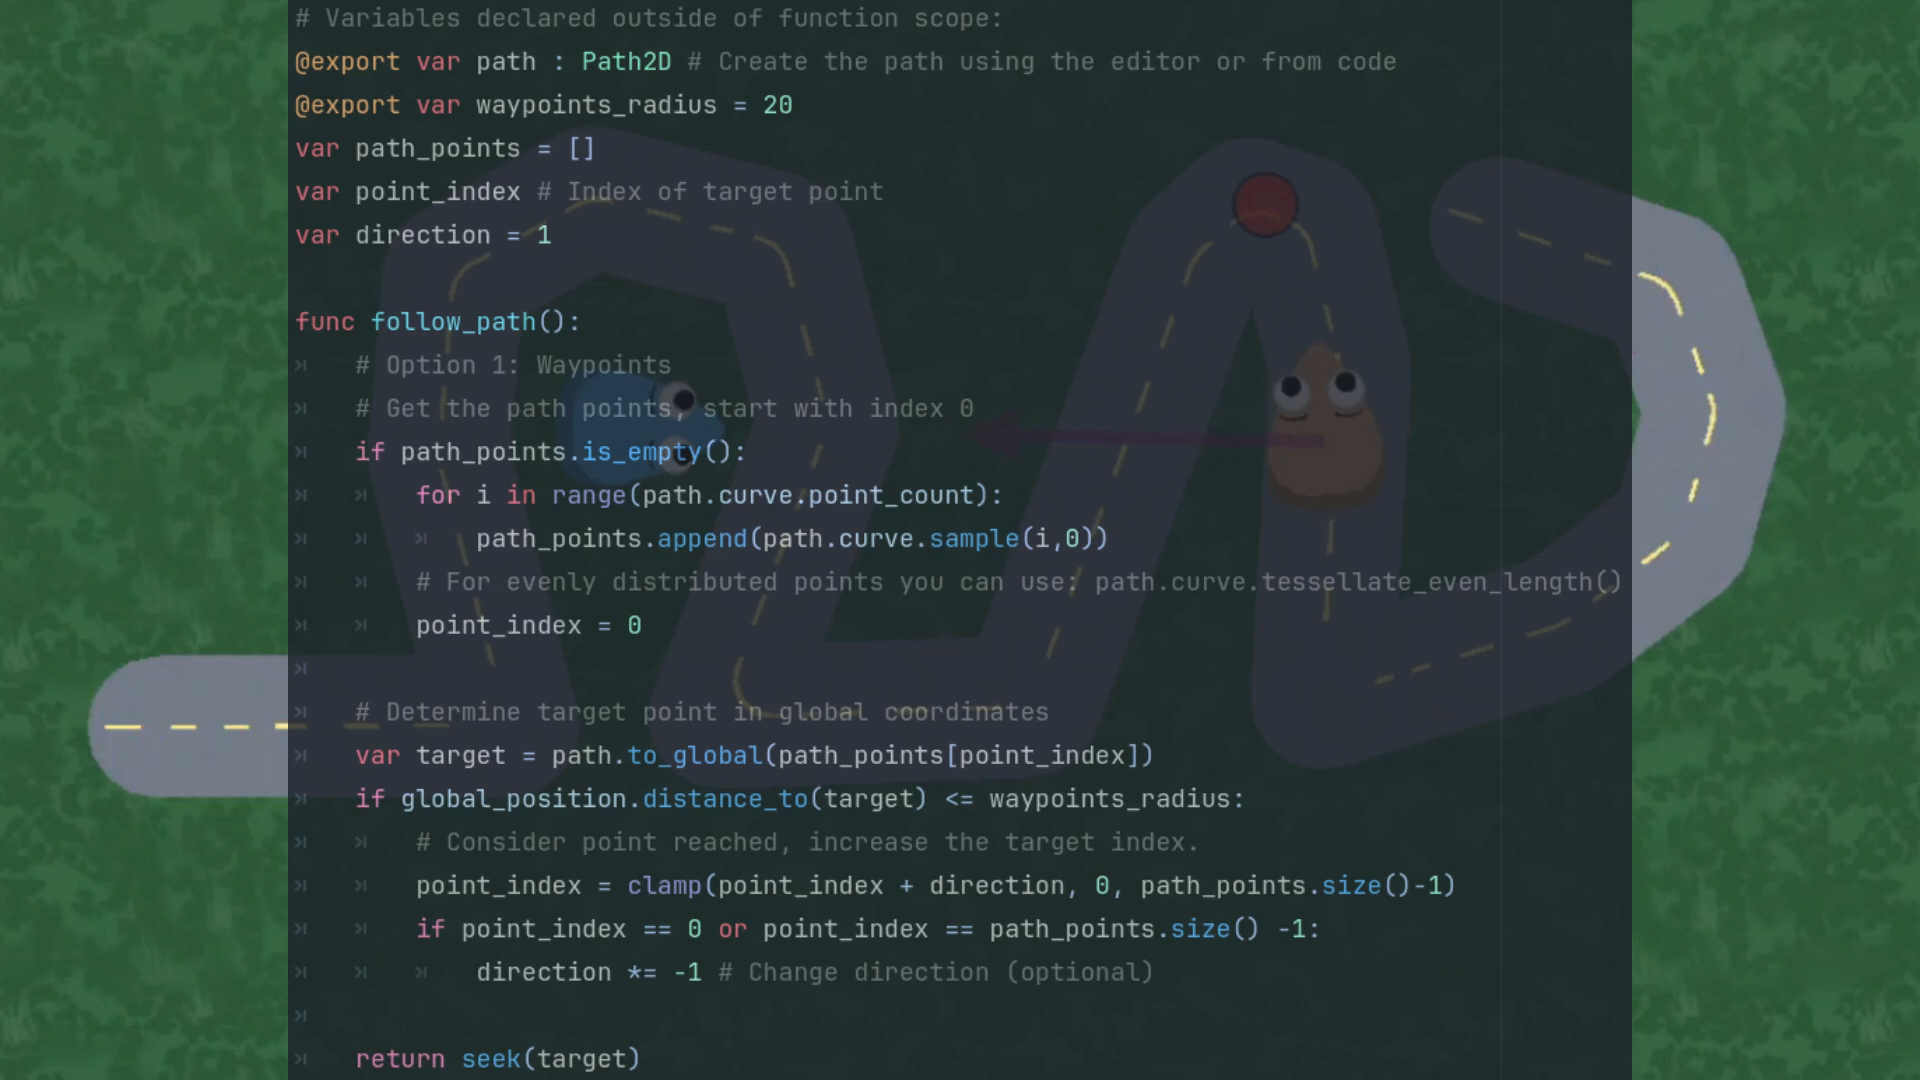 # Variables declared outside of function scope:
@export var path : Path2D # Create the path using the editor or from code
@export var waypoints_radius = 20
var path_points = []
var point_index # Index of target point
var direction = 1
func follow_path():
# Option 1: Waypoints
# Get the path points, start with index 0
if path_points.is_empty():
for i in range(path.curve.point_count):
path_points.append(path.curve.sample(i,0))
# For evenly distributed points you can use: path.curve.tessellate_even_length()
point_index = 0
# Determine target point in global coordinates
var target = path.to_global(path_points[point_index])
if global_position.distance_to(target) <= waypoints_radius:
# Consider point reached, increase the target index.
point_index = clamp(point_index + direction, 0, path_points.size()-1)
if point_index == 0 or point_index == path_points.size() -1:
direction *= -1 # Change direction (optional)
return seek(target)